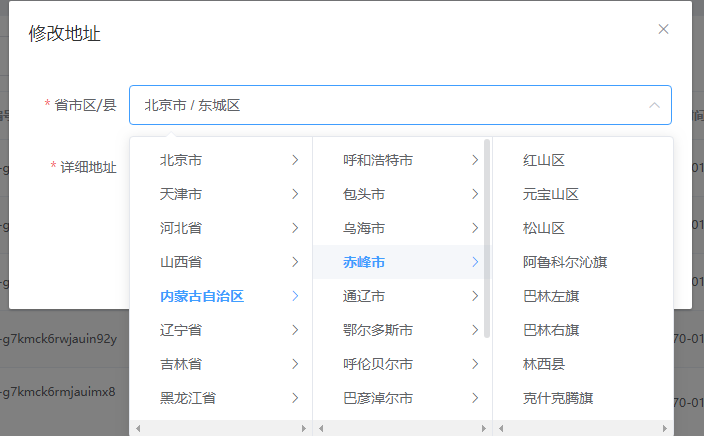 修改地址
* 省市区/县
北京市 / 东城区
* 详细地址
北京市
天津市
河北省
山西省
内蒙古自治区
辽宁省
吉林省
黑龙江省
呼和浩特市
包头市
乌海市
赤峰市
通辽市
鄂尔多斯市
呼伦贝尔市
巴彦淖尔市
红山区
元宝山区
松山区
阿鲁科尔沁旗
巴林左旗
巴林右旗
林西县
克什克腾旗
-g7kmck6rwjauin92y
-g7kmck6rmjauimx8
70-01
70-01